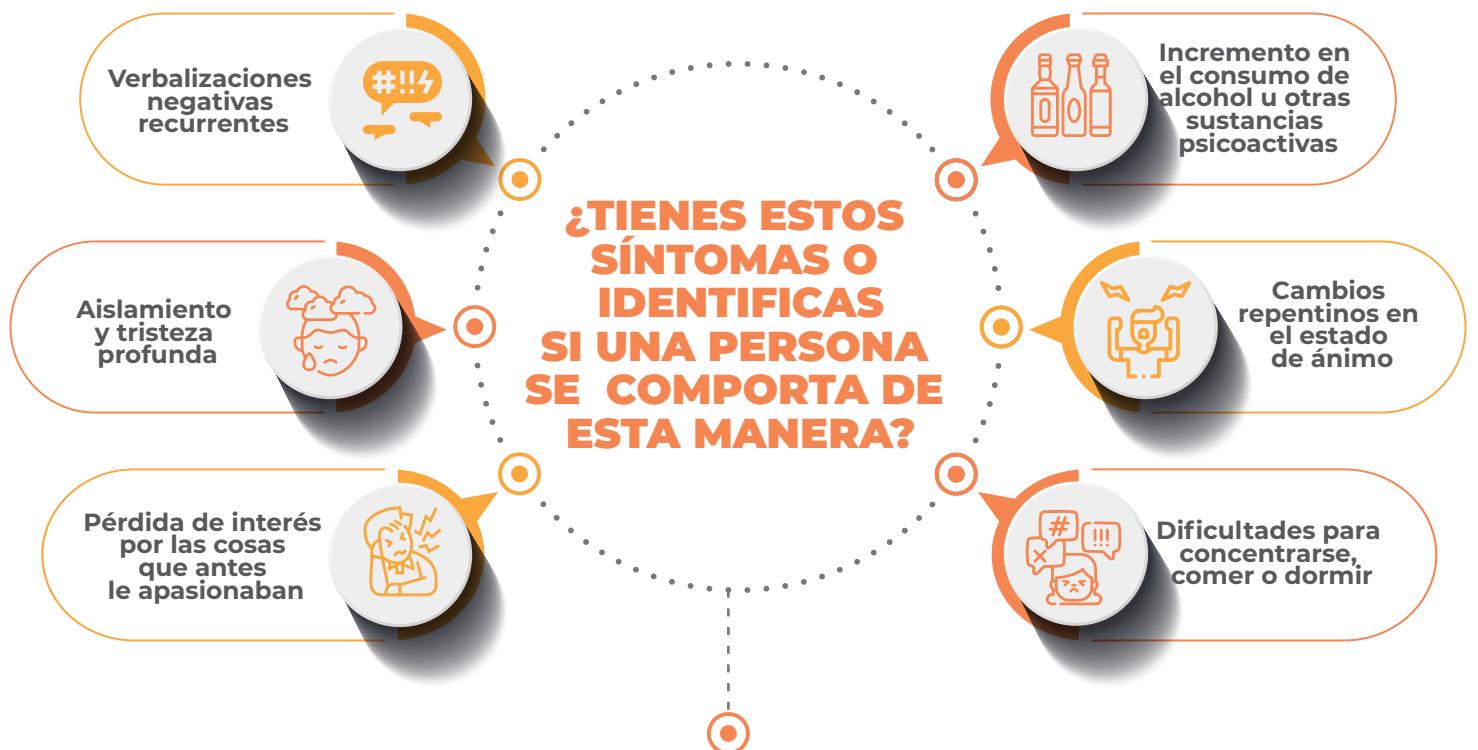 Verbalizaciones
negativas
recurrentes
#!!
Aislamiento
y tristeza
profunda
Pérdida de interés
por las cosas
que antes
le apasionaban
¿TIENES ESTOS
SÍNTOMAS O
IDENTIFICAS
SI UNA PERSONA
SE COMPORTA DE
ESTA MANERA?
Incremento en
el consumo de
alcohol u otras
sustancias
psicoactivas
Cambios
repentinos en
el estado
de ánimo
#
!!!
Dificultades para
concentrarse,
comer o dormir